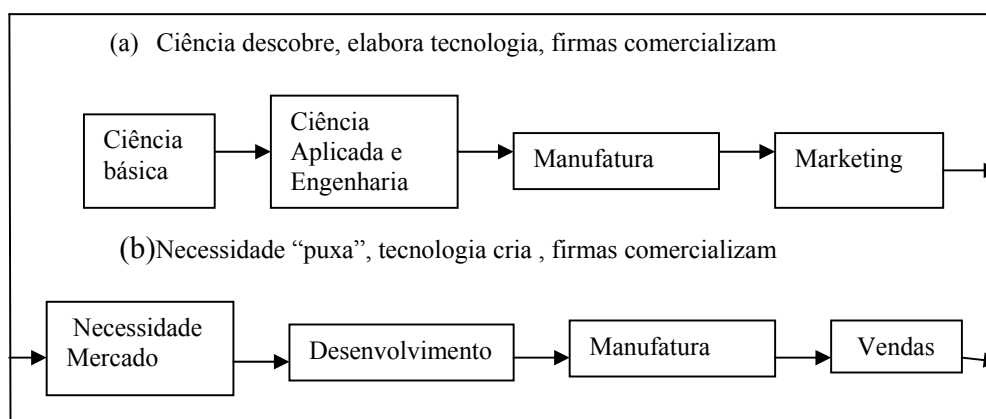 (a) Ciência descobre, elabora tecnologia, firmas comercializam
Ciência
básica
Ciência
Aplicada e
Engenharia
Manufatura
Marketing
(b)Necessidade “puxa”, tecnologia cria , firmas comercializam
Necessidade
Mercado
Desenvolvimento
Manufatura
Vendas